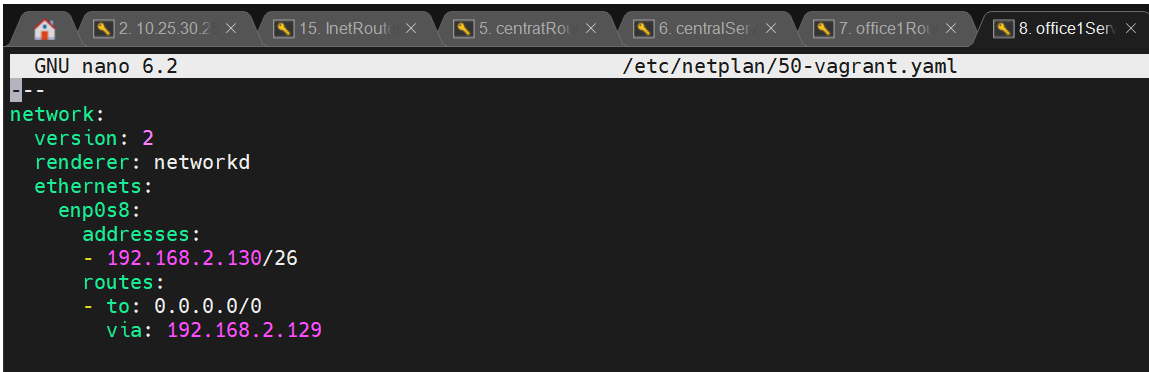 2. 10.25.30.2
15. InetRoute
5. centratRou
6. centralSer
7. office1Rou
8. office1Serv
GNU nano 6.2 /etc/netplan/50-vagrant.yaml
---
network:
  version: 2
  renderer: networkd
  ethernets:
    enp0s8:
      addresses:
      - 192.168.2.130/26
      routes:
      - to: 0.0.0.0/0
        via: 192.168.2.129